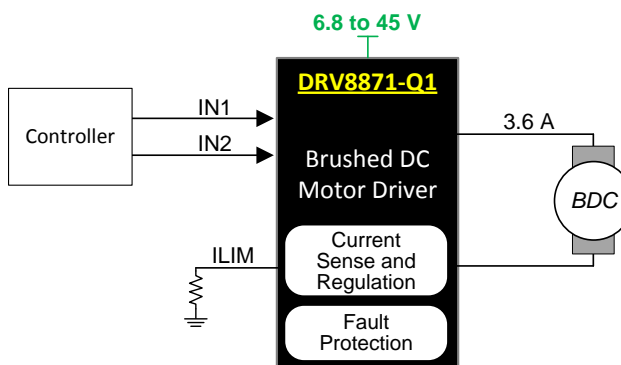 6.8 to 45 V
DRV8871-Q1
Controller
IN1
IN2
Brushed DC
Motor Driver
3.6 A
BDC
ILIM
Current
Sense and
Regulation
Fault
Protection